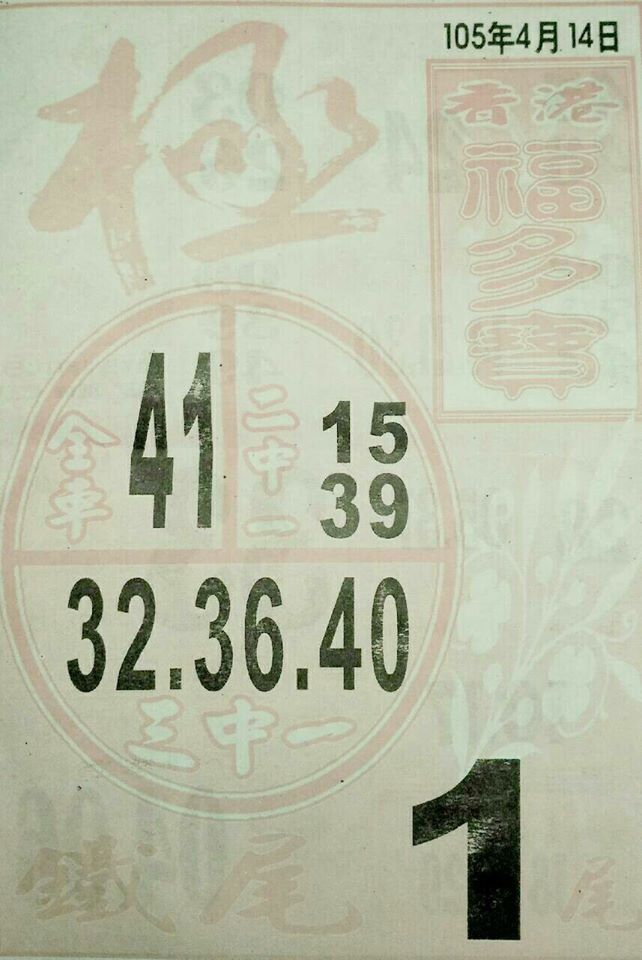 105年4月14日
極
香港
福多寶
全車
41
二中一
15
39
32.36.40
三中一
鐵尾
1
尾